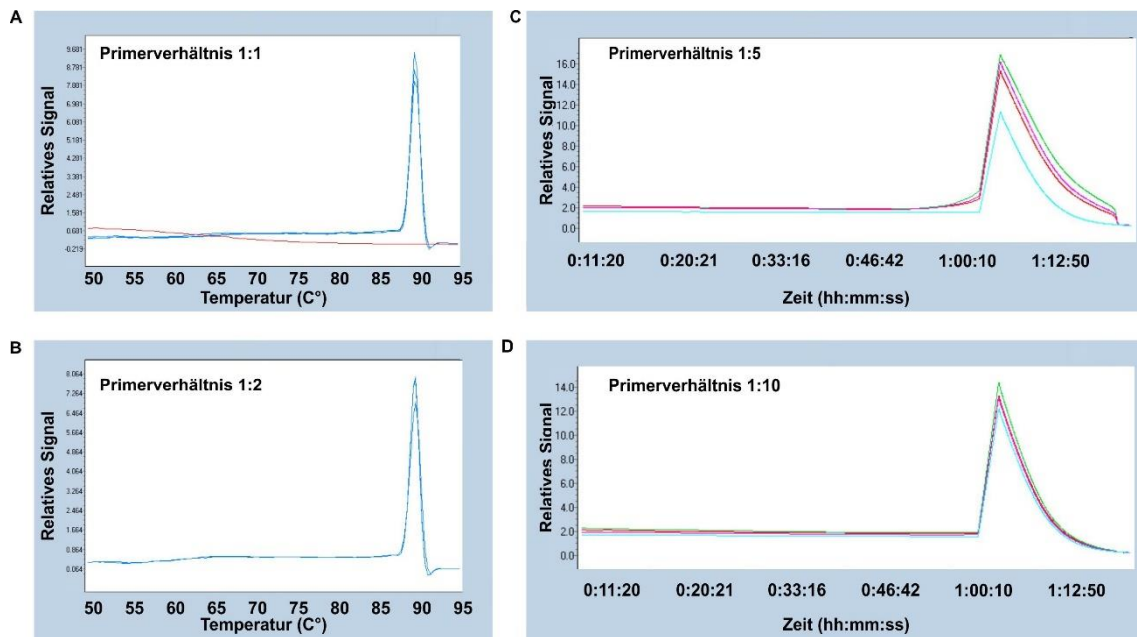 A
Primerverhältnis 1:1
Relatives Signal
9.681
8.781
7.881
6.981
6.081
5.181
4.281
3.381
2.481
1.581
0.681
-0.219
50 55 60 65 70 75 80 85 90 95
Temperatur (C°)
B
Primerverhältnis 1:2
Relatives Signal
8.064
7.264
6.464
5.664
4.864
4.064
3.264
2.464
1.664
0.864
0.064
50 55 60 65 70 75 80 85 90 95
Temperatur (C°)
C
Primerverhältnis 1:5
Relatives Signal
16.0
14.0
12.0
10.0
8.0
6.0
4.0
2.0
0.0
0:11:20 0:20:21 0:33:16 0:46:42 1:00:10 1:12:50
Zeit (hh:mm:ss)
D
Primerverhältnis 1:10
Relatives Signal
14.0
12.0
10.0
8.0
6.0
4.0
2.0
0.0
0:11:20 0:20:21 0:33:16 0:46:42 1:00:10 1:12:50
Zeit (hh:mm:ss)